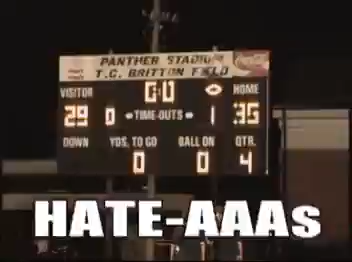 PANTHER STADIUM
T.C. BRITTON FIELD
VISITOR 0:0 HOME
29 0 TIME-OUTS 1 35
DOWN YDS. TO GO BALL ON QTR.
0 0 4
HATE-AAAs